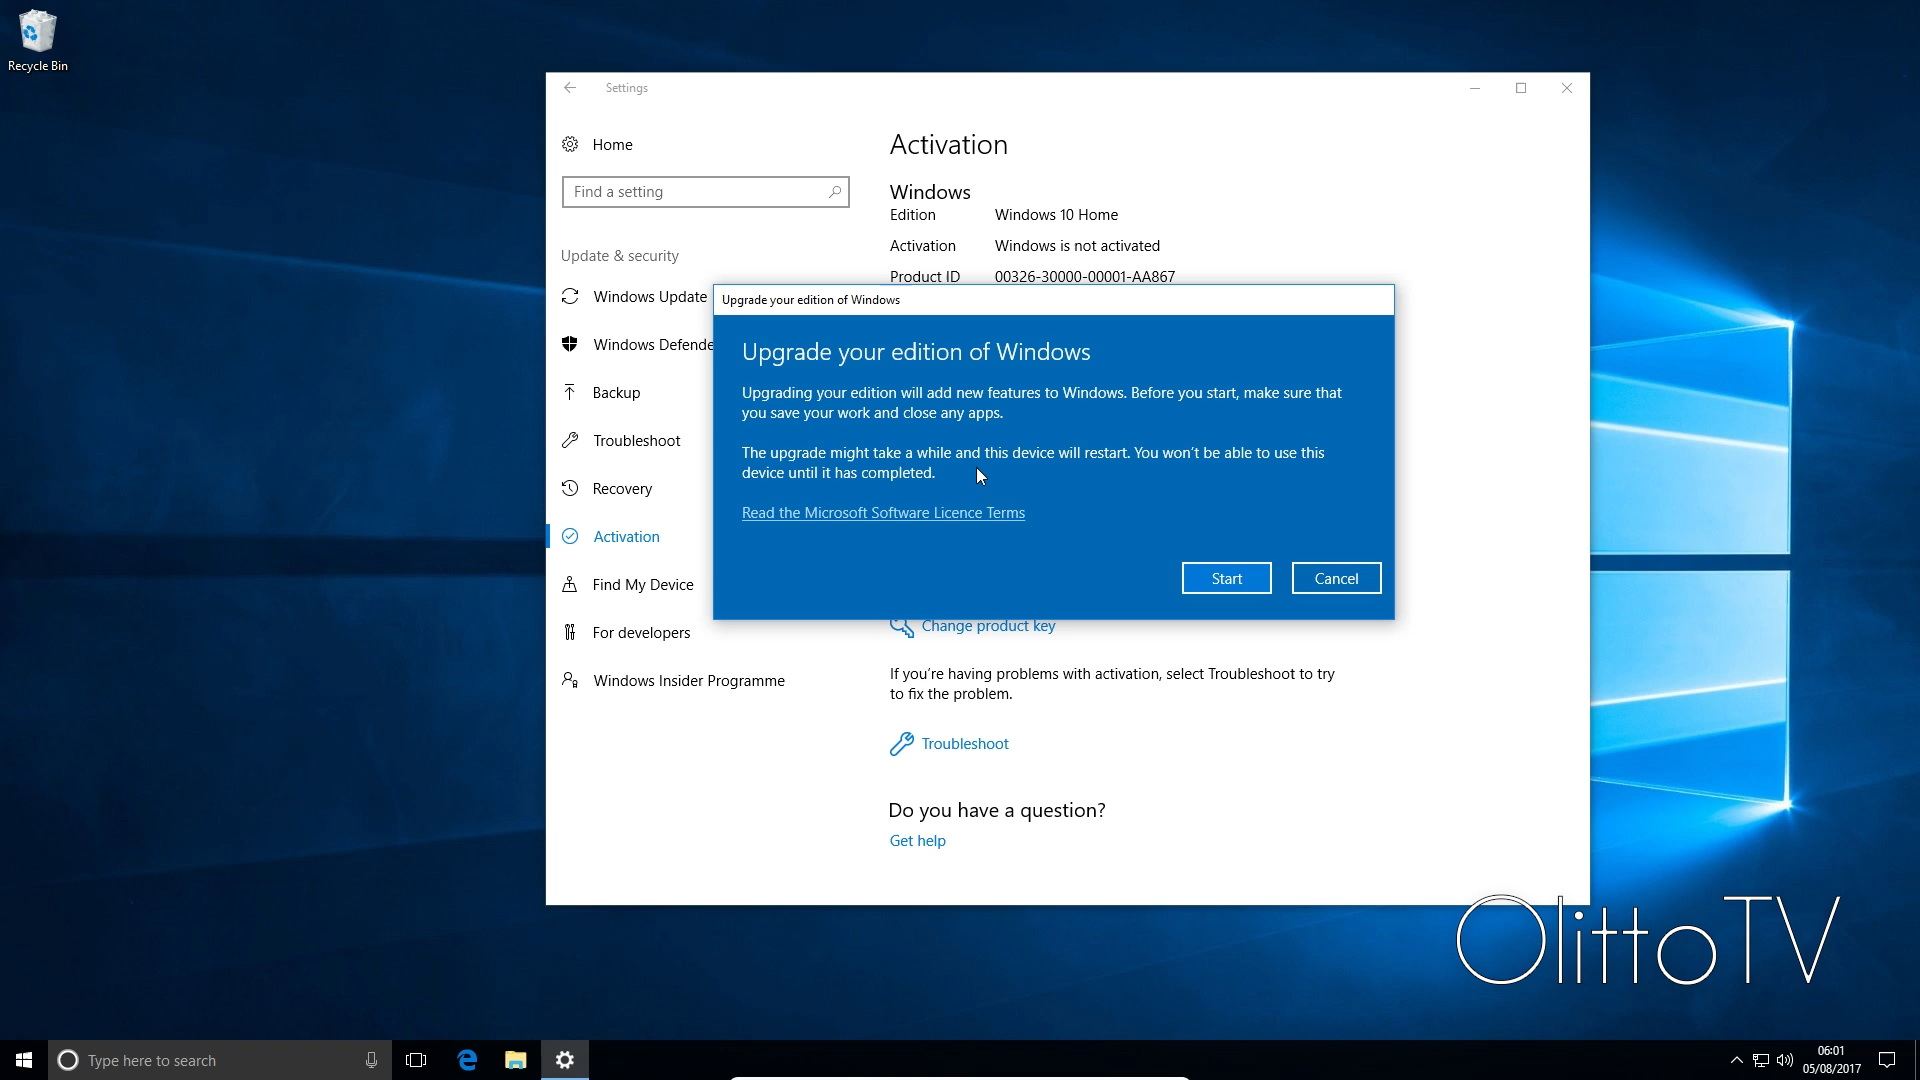 Recycle Bin
Settings
Home
Find a setting
Update & security
Windows Update
Windows Defende
Backup
Troubleshoot
Recovery
Activation
Find My Device
For developers
Windows Insider Programme
Activation
Windows
Edition Windows 10 Home
Activation Windows is not activated
Product ID 00326-30000-00001-AA867
Upgrade your edition of Windows
Upgrade your edition of Windows
Upgrading your edition will add new features to Windows. Before you start, make sure that
you save your work and close any apps.
The upgrade might take a while and this device will restart. You won't be able to use this
device until it has completed.
Read the Microsoft Software Licence Terms
Start Cancel
Change product key
If you're having problems with activation, select Troubleshoot to try
to fix the problem.
Troubleshoot
Do you have a question?
Get help
OlittoTV
Type here to search
06:01
05/08/2017